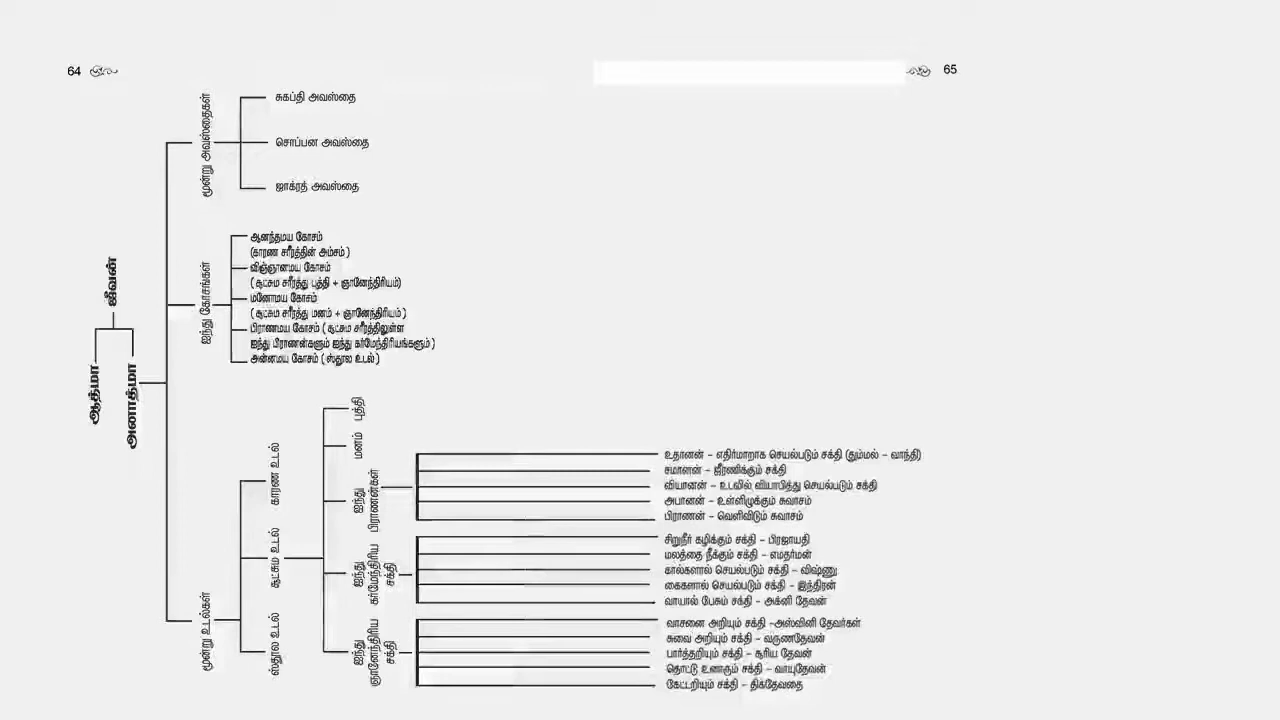 64
65
ஜீவன்
ஆத்மா
அனாத்மா
மூன்று அவஸ்தைகள்
சுகப்தி அவஸ்தை
சொப்பன அவஸ்தை
ஜாக்ரத் அவஸ்தை
ஐந்து கோசங்கள்
ஆனந்தமய கோசம்
(காரண சரீரத்தின் அம்சம் )
விஞ்ஞானமய கோசம்
( சூட்சும சரீரத்து புத்தி + ஞானேந்திரியம்)
மனோமய கோசம்
( சூட்சும சரீரத்து மனம் + ஞானேந்திரியம் )
பிராணமய கோசம் ( சூட்சும சரீரத்திலுள்ள
ஐந்து பிராணன்களும் ஐந்து கர்மேந்திரியங்களும் )
அன்னமய கோசம் ( ஸ்தூல உடல் )
மூன்று உடல்கள்
காரண உடல்
சூட்சும உடல்
ஸ்தூல உடல்
புத்தி
மனம்
ஐந்து
பிராணன்கள்
உதானன் – எதிர்மாறாக செயல்படும் சக்தி (தும்மல் – வாந்தி)
சமானன் – ஜீரணிக்கும் சக்தி
வியானன் – உடலில் வியாபித்து செயல்படும் சக்தி
அபானன் – உள்ளிழுக்கும் சுவாசம்
பிராணன் – வெளிவிடும் சுவாசம்
ஐந்து
கர்மேந்திரிய
சக்தி
சிறுநீர் கழிக்கும் சக்தி – பிரஜாபதி
மலத்தை நீக்கும் சக்தி – எமதர்மன்
கால்களால் செயல்படும் சக்தி – விஷ்ணு
கைகளால் செயல்படும் சக்தி – இந்திரன்
வாயால் பேசும் சக்தி – அக்னி தேவன்
ஐந்து
ஞானேந்திரிய
சக்தி
வாசனை அறியும் சக்தி –அஸ்வினி தேவர்கள்
சுவை அறியும் சக்தி – வருணதேவன்
பார்த்தறியும் சக்தி – சூரிய தேவன்
தொட்டு உணரும் சக்தி – வாயுதேவன்
கேட்டறியும் சக்தி – திக்தேவதை